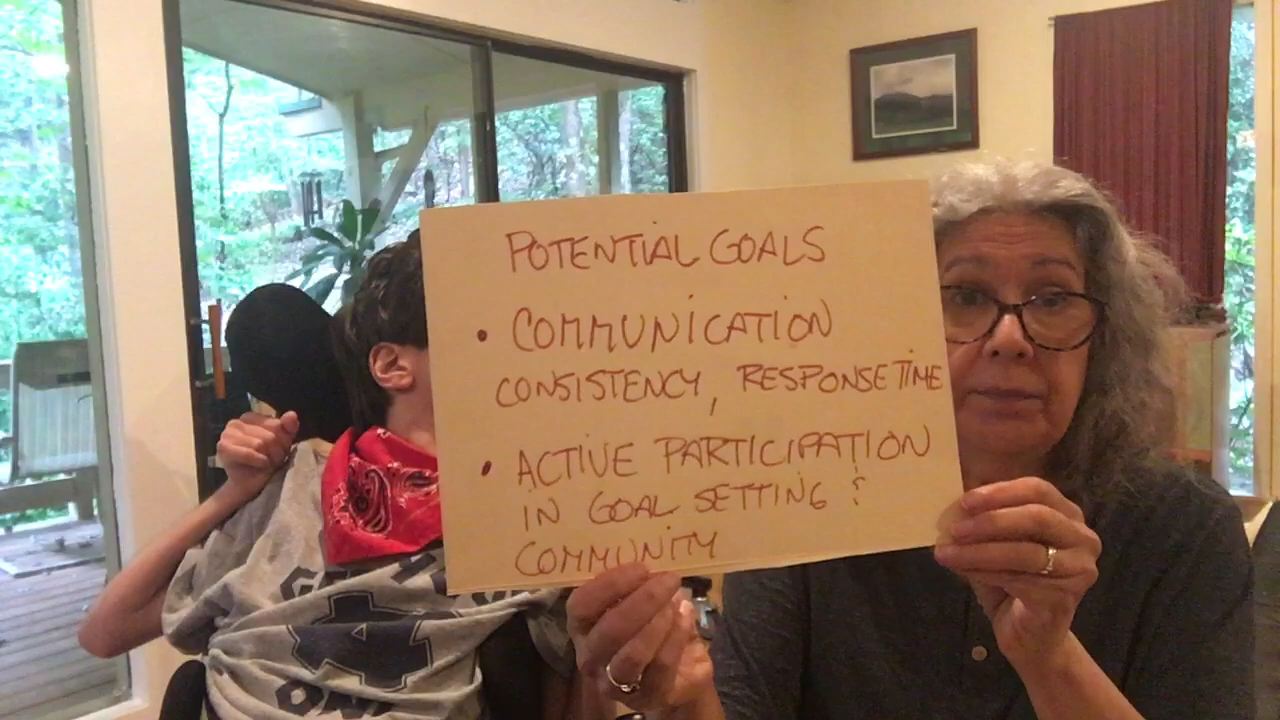 POTENTIAL GOALS
• COMMUNICATION
CONSISTENCY, RESPONSE TIME
• ACTIVE PARTICIPATION
IN GOAL SETTING &
COMMUNITY